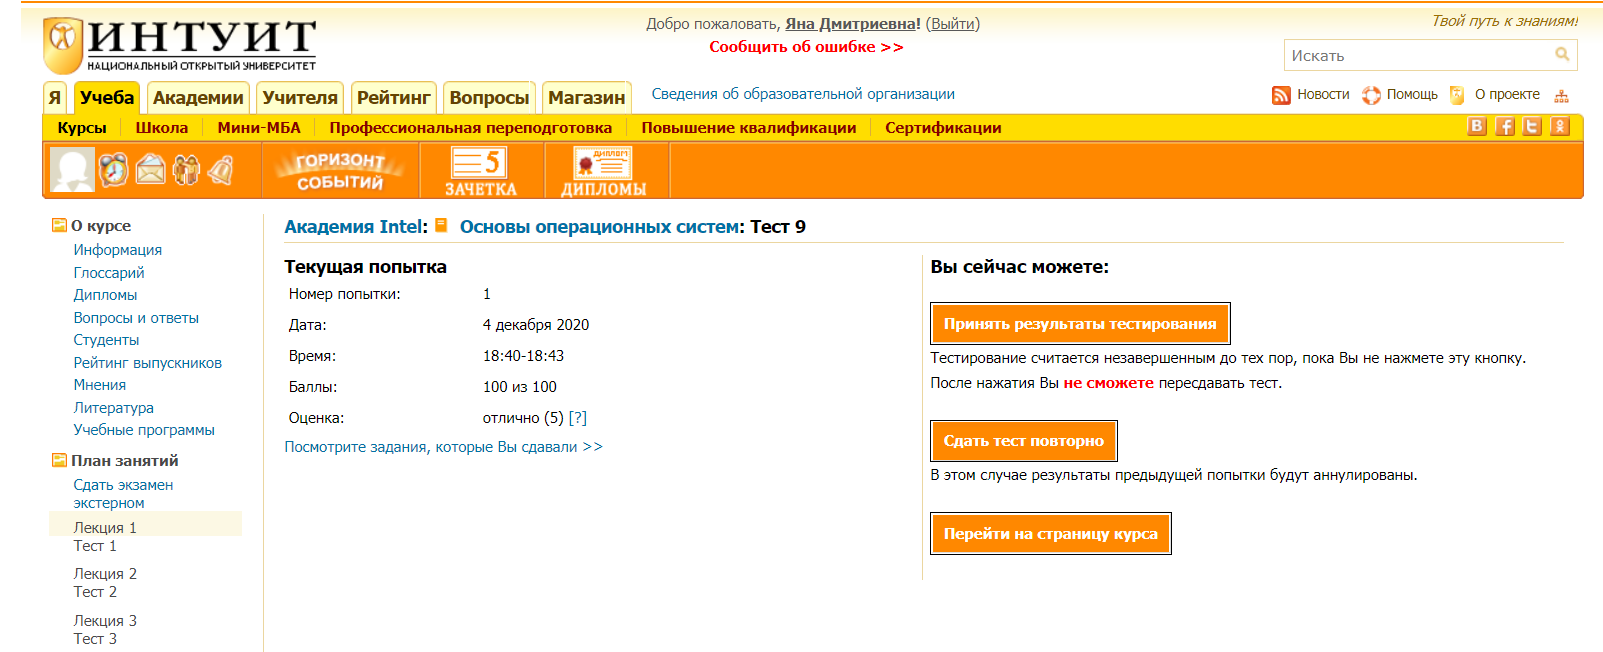 ИНТУИТ
НАЦИОНАЛЬНЫЙ ОТКРЫТЫЙ УНИВЕРСИТЕТ
Добро пожаловать, Яна Дмитриевна! (Выйти)
Сообщить об ошибке >>
Твой путь к знаниям!
Искать
Я Учеба Академии Учителя Рейтинг Вопросы Магазин Сведения об образовательной организации
Новости Помощь О проекте
Курсы Школа Мини-МБА Профессиональная переподготовка Повышение квалификации Сертификации
ГОРИЗОНТ СОБЫТИЙ
5 ЗАЧЕТКА
ДИПЛОМ ДИПЛОМЫ
О курсе
Информация
Глоссарий
Дипломы
Вопросы и ответы
Студенты
Рейтинг выпускников
Мнения
Литература
Учебные программы
План занятий
Сдать экзамен
экстерном
Лекция 1
Тест 1
Лекция 2
Тест 2
Лекция 3
Тест 3
Академия Intel: Основы операционных систем: Тест 9
Текущая попытка
Номер попытки: 1
Дата: 4 декабря 2020
Время: 18:40-18:43
Баллы: 100 из 100
Оценка: отлично (5) [?]
Посмотрите задания, которые Вы сдавали >>
Вы сейчас можете:
Принять результаты тестирования
Тестирование считается незавершенным до тех пор, пока Вы не нажмете эту кнопку.
После нажатия Вы не сможете пересдавать тест.
Сдать тест повторно
В этом случае результаты предыдущей попытки будут аннулированы.
Перейти на страницу курса